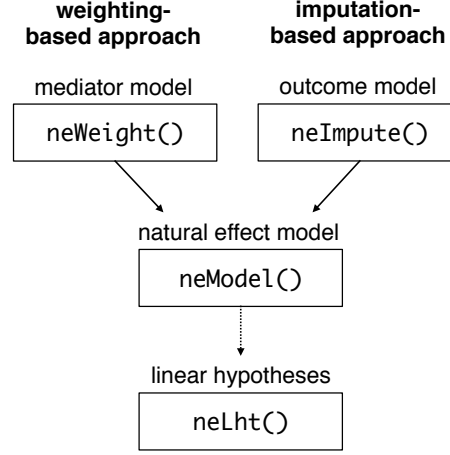 weighting-
based approach
imputation-
based approach
mediator model
outcome model
neWeight()
neImpute()
natural effect model
neModel()
linear hypotheses
neLht()